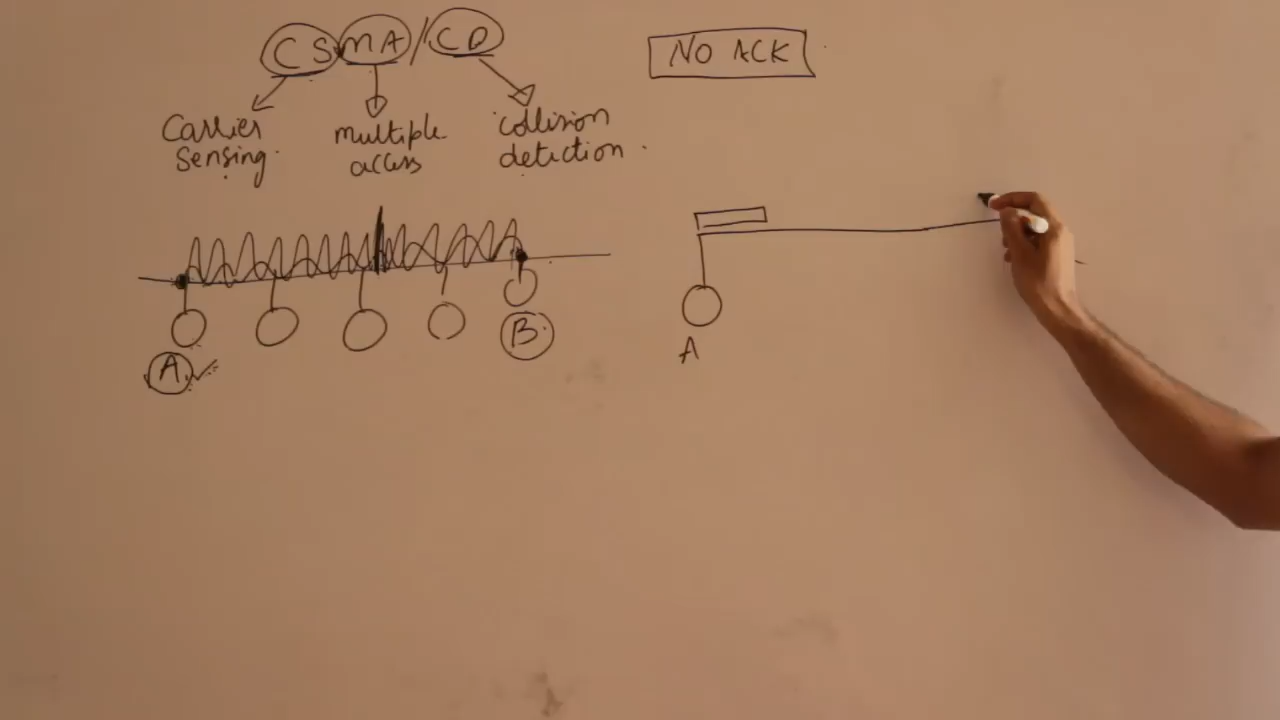 CSMA/CD
NO ACK
Carrier
Sensing.
multiple
access
collision
detection.
A
B
A